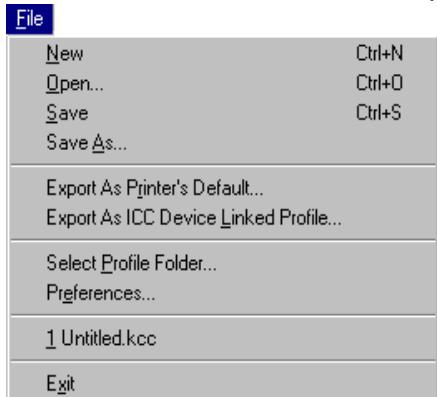 File
New Ctrl+N
Open... Ctrl+O
Save Ctrl+S
Save As...
Export As Printer's Default...
Export As ICC Device Linked Profile...
Select Profile Folder...
Preferences...
1 Untitled.kcc
Exit